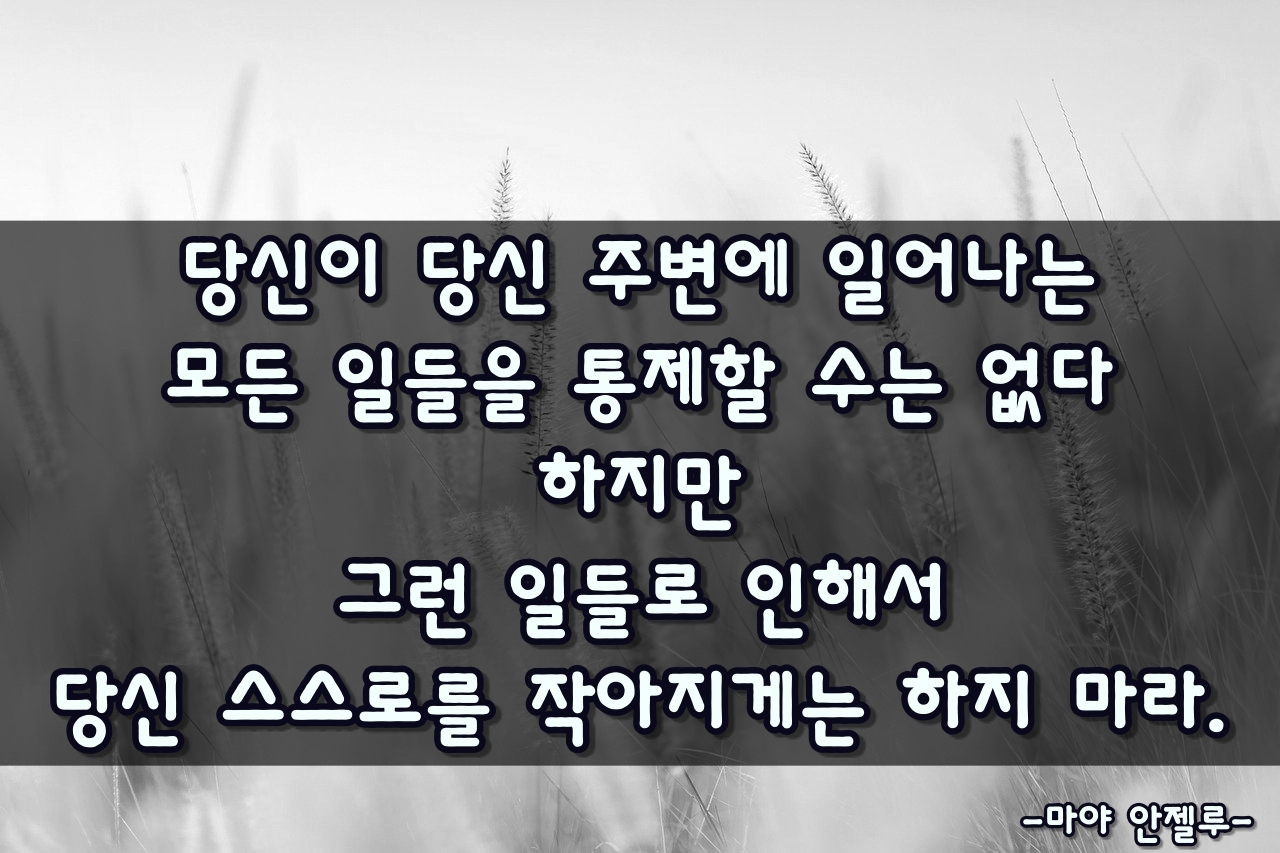 당신이 당신 주변에 일어나는
모든 일들을 통제할 수는 없다
하지만
그런 일들로 인해서
당신 스스로를 작아지게는 하지 마라.
-마야 안젤루-